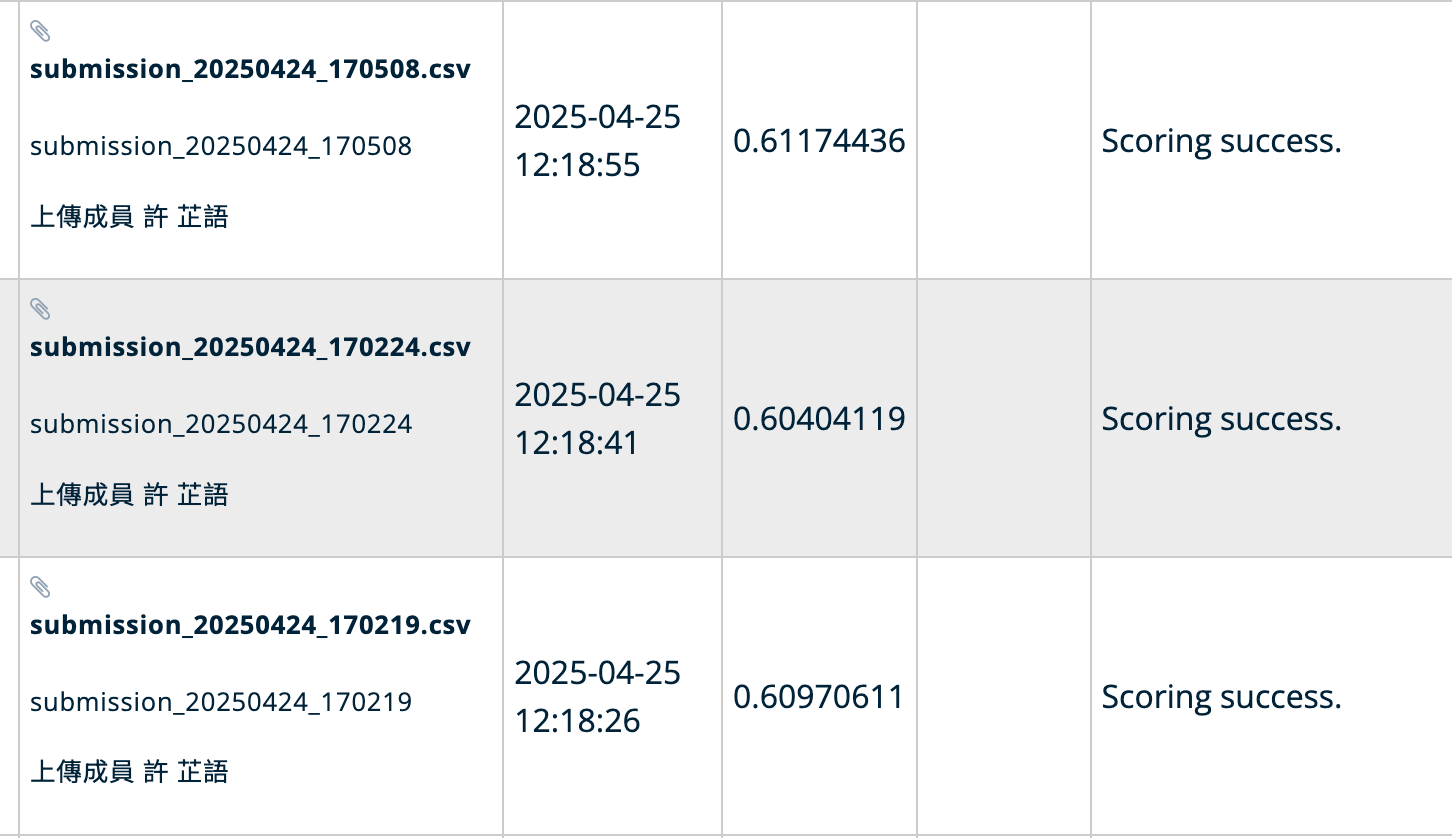 submission_20250424_170508.csv
submission_20250424_170508
上傳成員 許 芷語
2025-04-25
12:18:55
0.61174436
Scoring success.
submission_20250424_170224.csv
submission_20250424_170224
上傳成員 許 芷語
2025-04-25
12:18:41
0.60404119
Scoring success.
submission_20250424_170219.csv
submission_20250424_170219
上傳成員 許 芷語
2025-04-25
12:18:26
0.60970611
Scoring success.